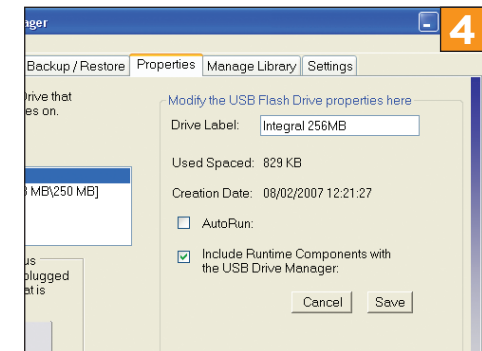 ager
4
Backup / Restore Properties Manage Library Settings
Drive that
es on.
MB\250 MB]
us
plugged
at is
Modify the USB Flash Drive properties here
Drive Label: Integral 256MB
Used Spaced: 829 KB
Creation Date: 08/02/2007 12:21:27
AutoRun:
Include Runtime Components with
the USB Drive Manager:
Cancel Save